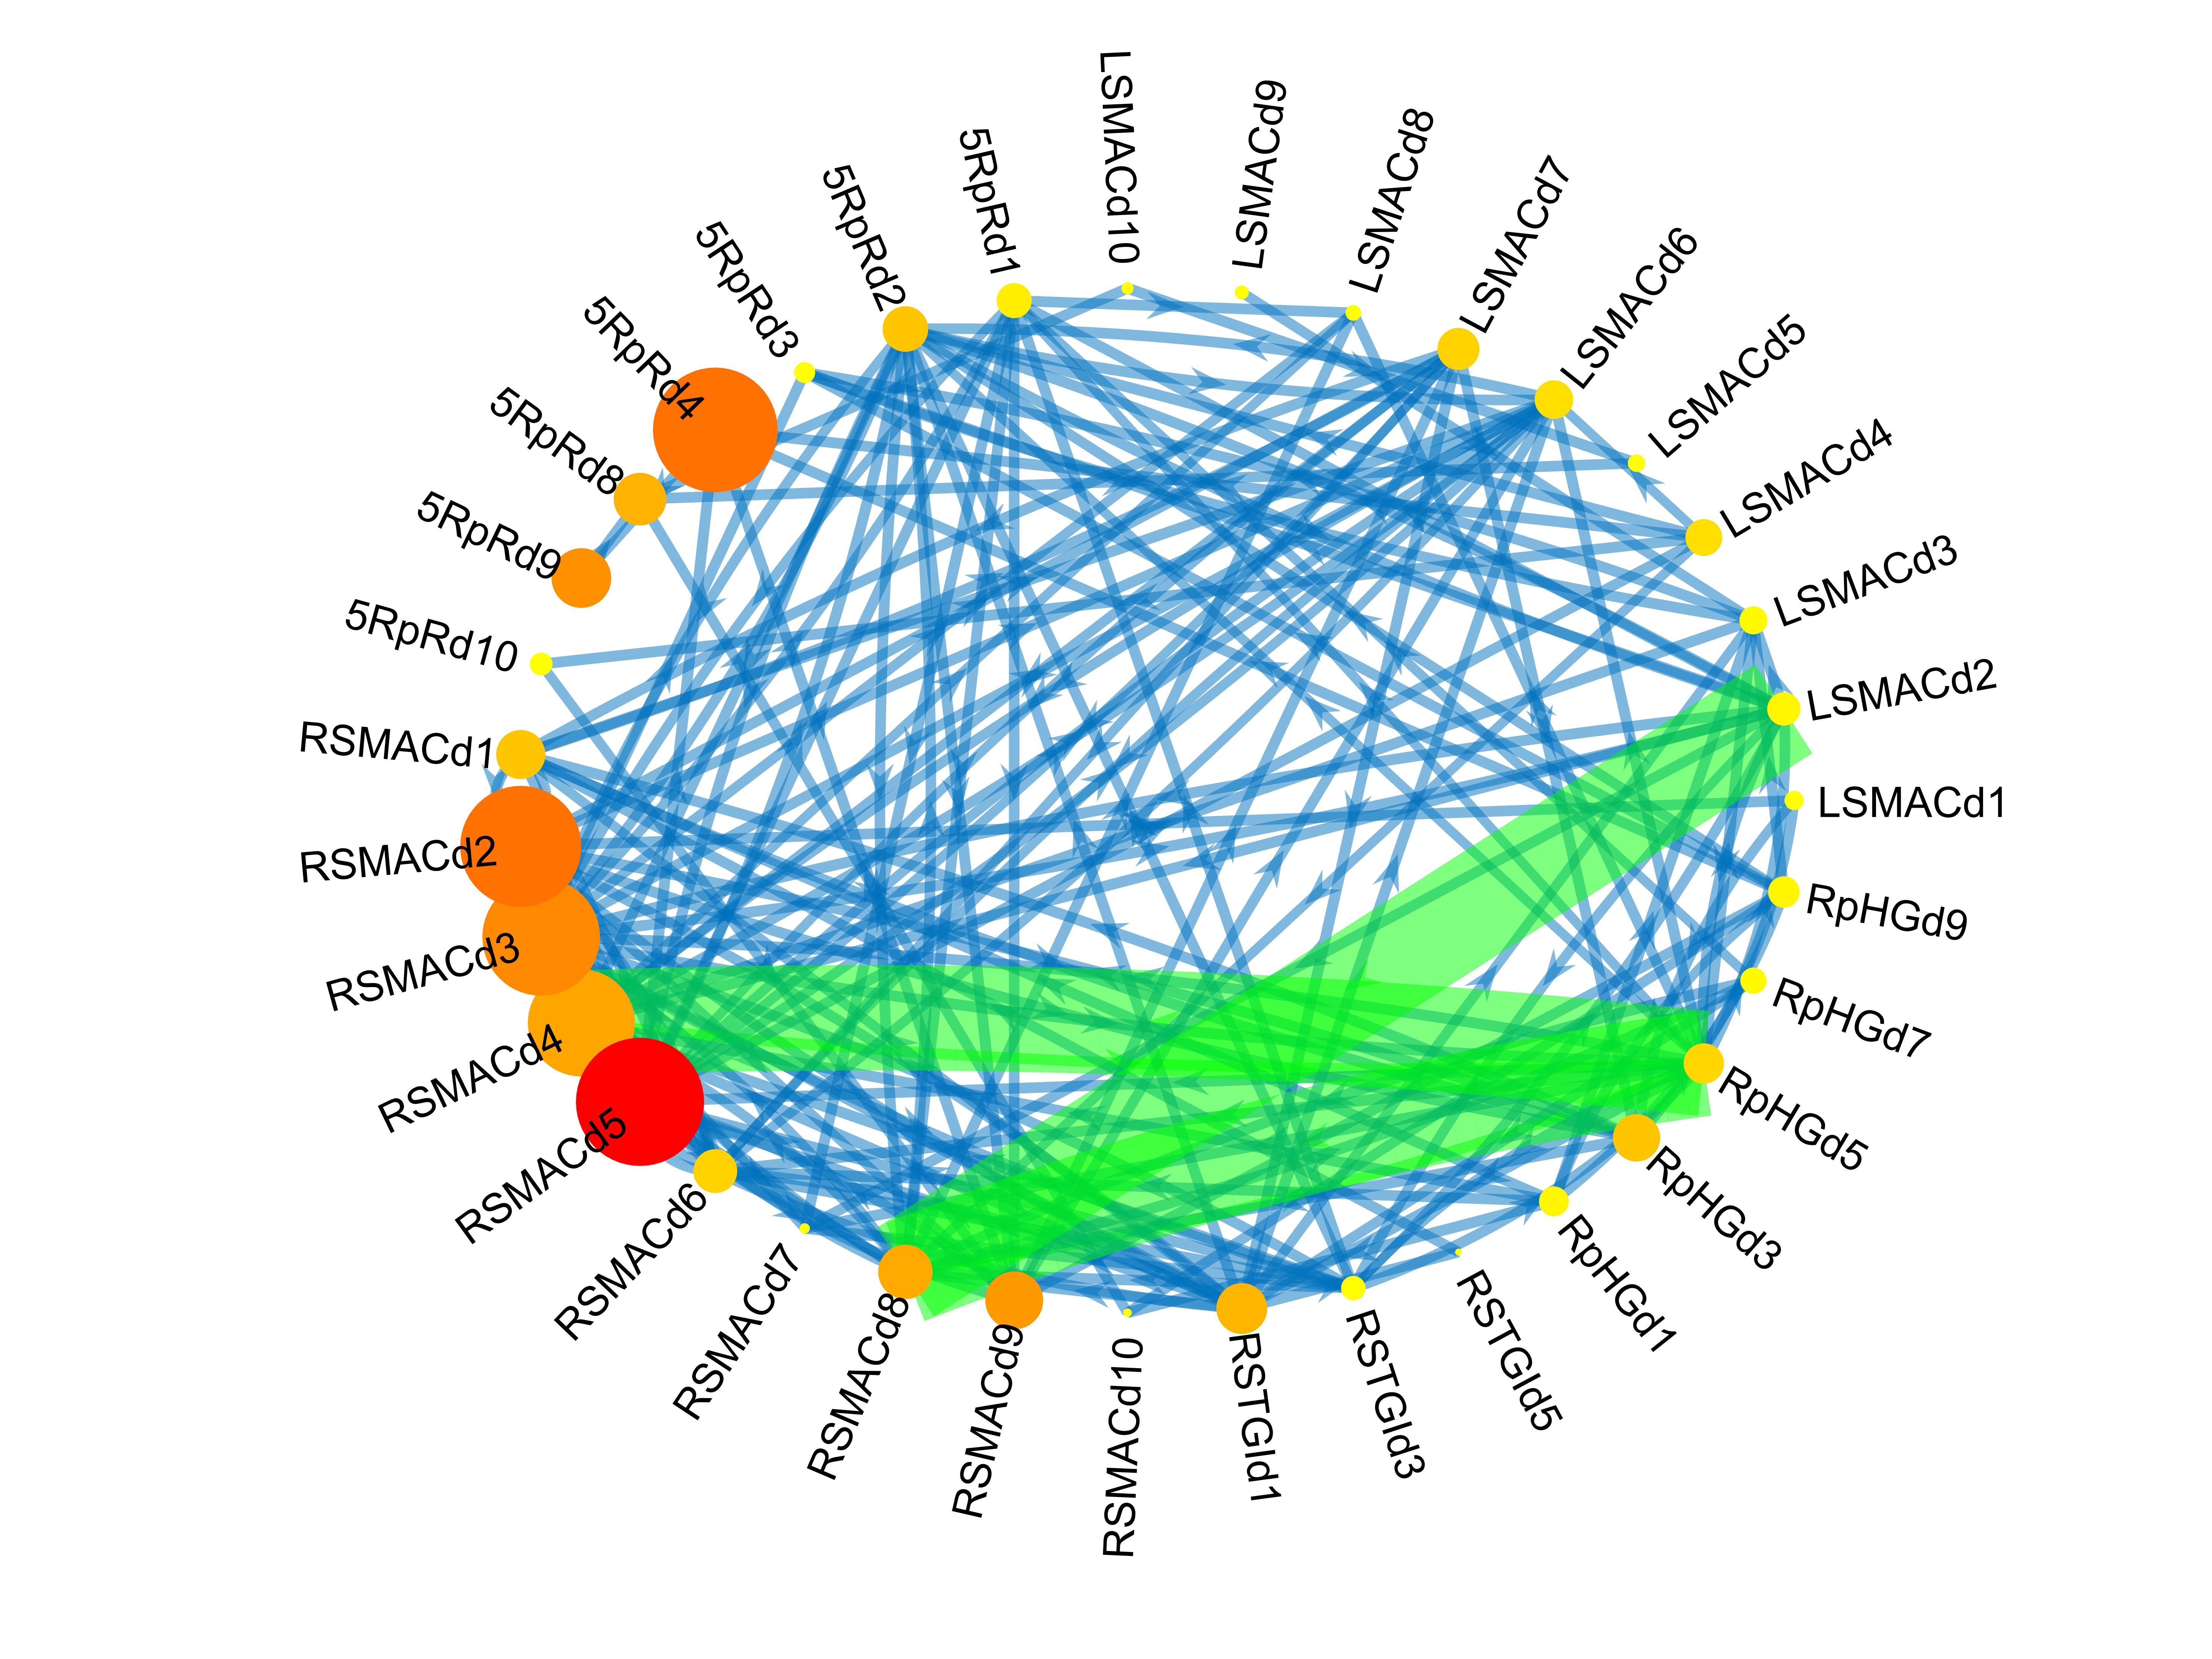 LSMACd10
LSMACd9
LSMACd8
LSMACd7
LSMACd6
LSMACd5
LSMACd4
LSMACd3
LSMACd2
LSMACd1
RpHGd9
RpHGd7
RpHGd5
RpHGd3
RpHGd1
RSTGld5
RSTGld3
RSTGld1
RSMACd10
RSMACd9
RSMACd8
RSMACd7
RSMACd6
RSMACd5
RSMACd4
RSMACd3
RSMACd2
RSMACd1
5RpRd10
5RpRd9
5RpRd8
5RpRd4
5RpRd3
5RpRd2
5RpRd1